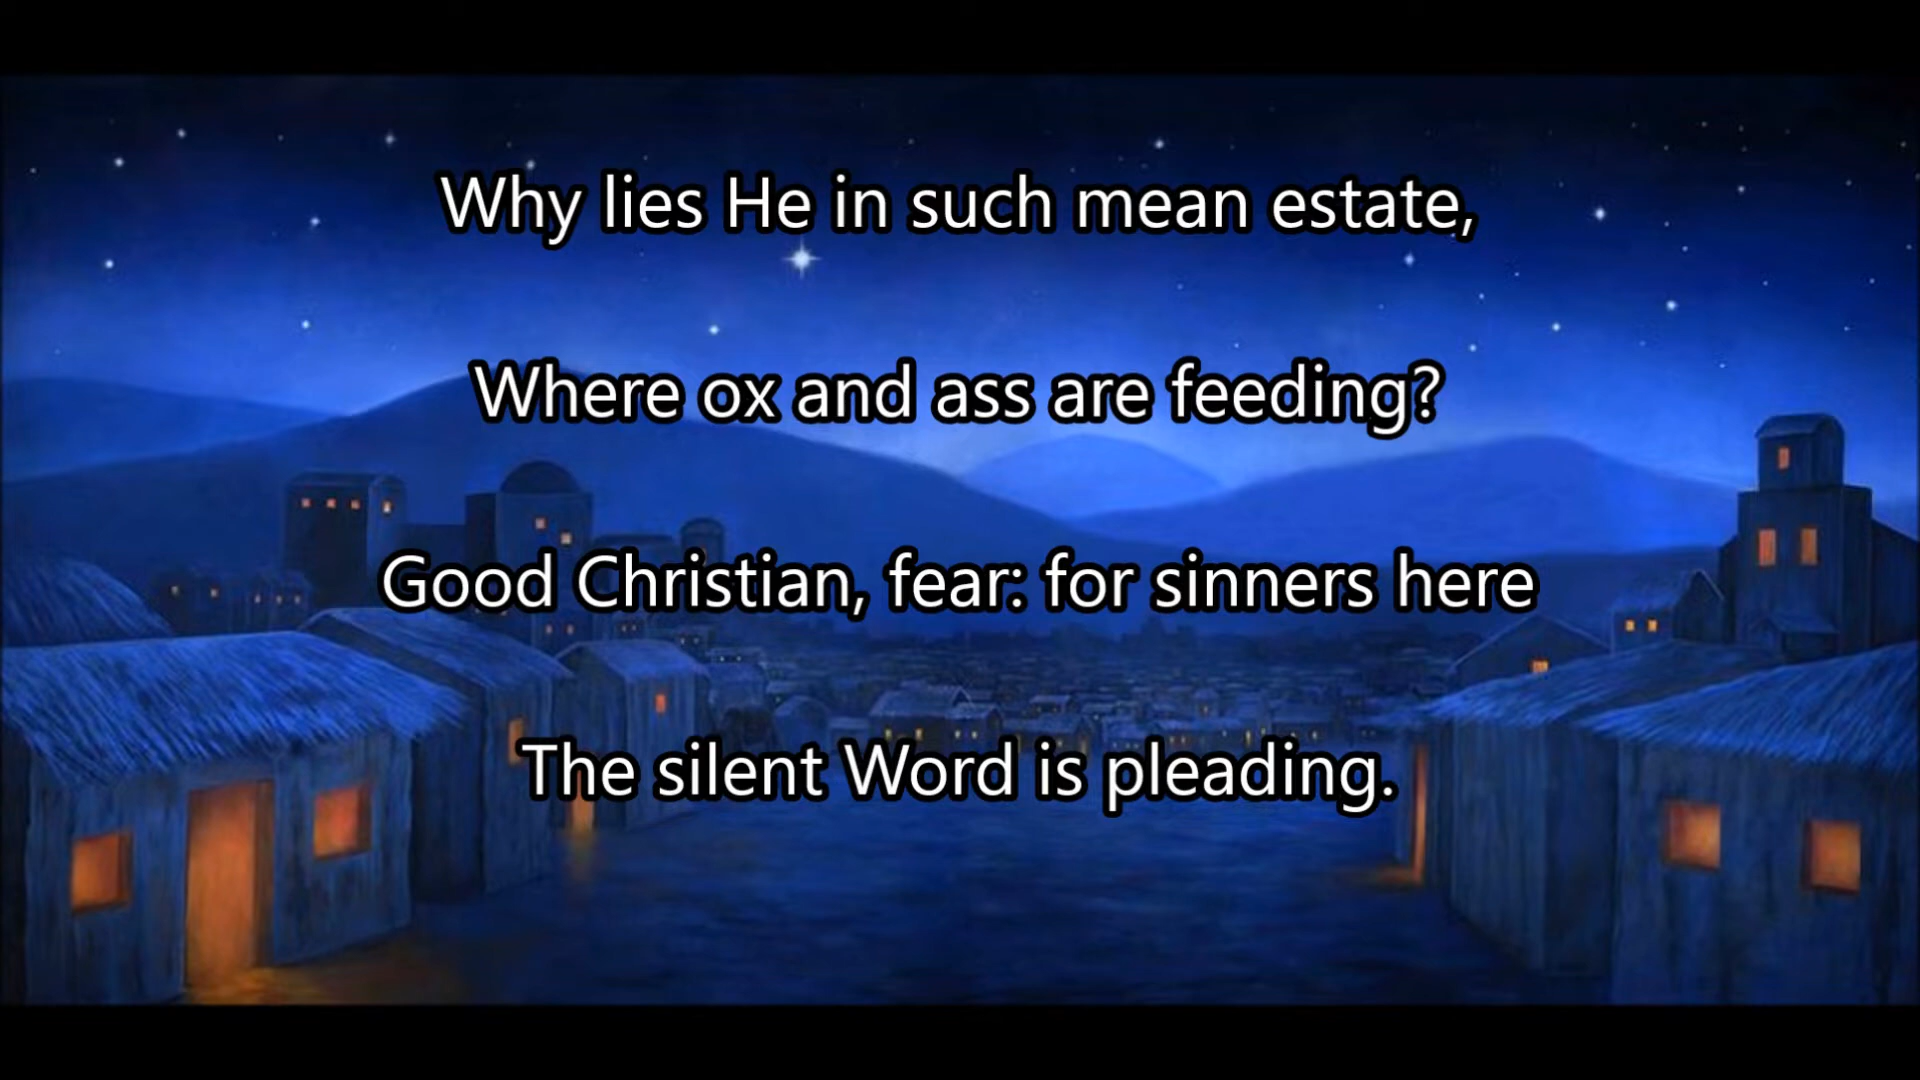 Why lies He in such mean estate,
Where ox and ass are feeding?
Good Christian, fear: for sinners here
The silent Word is pleading.